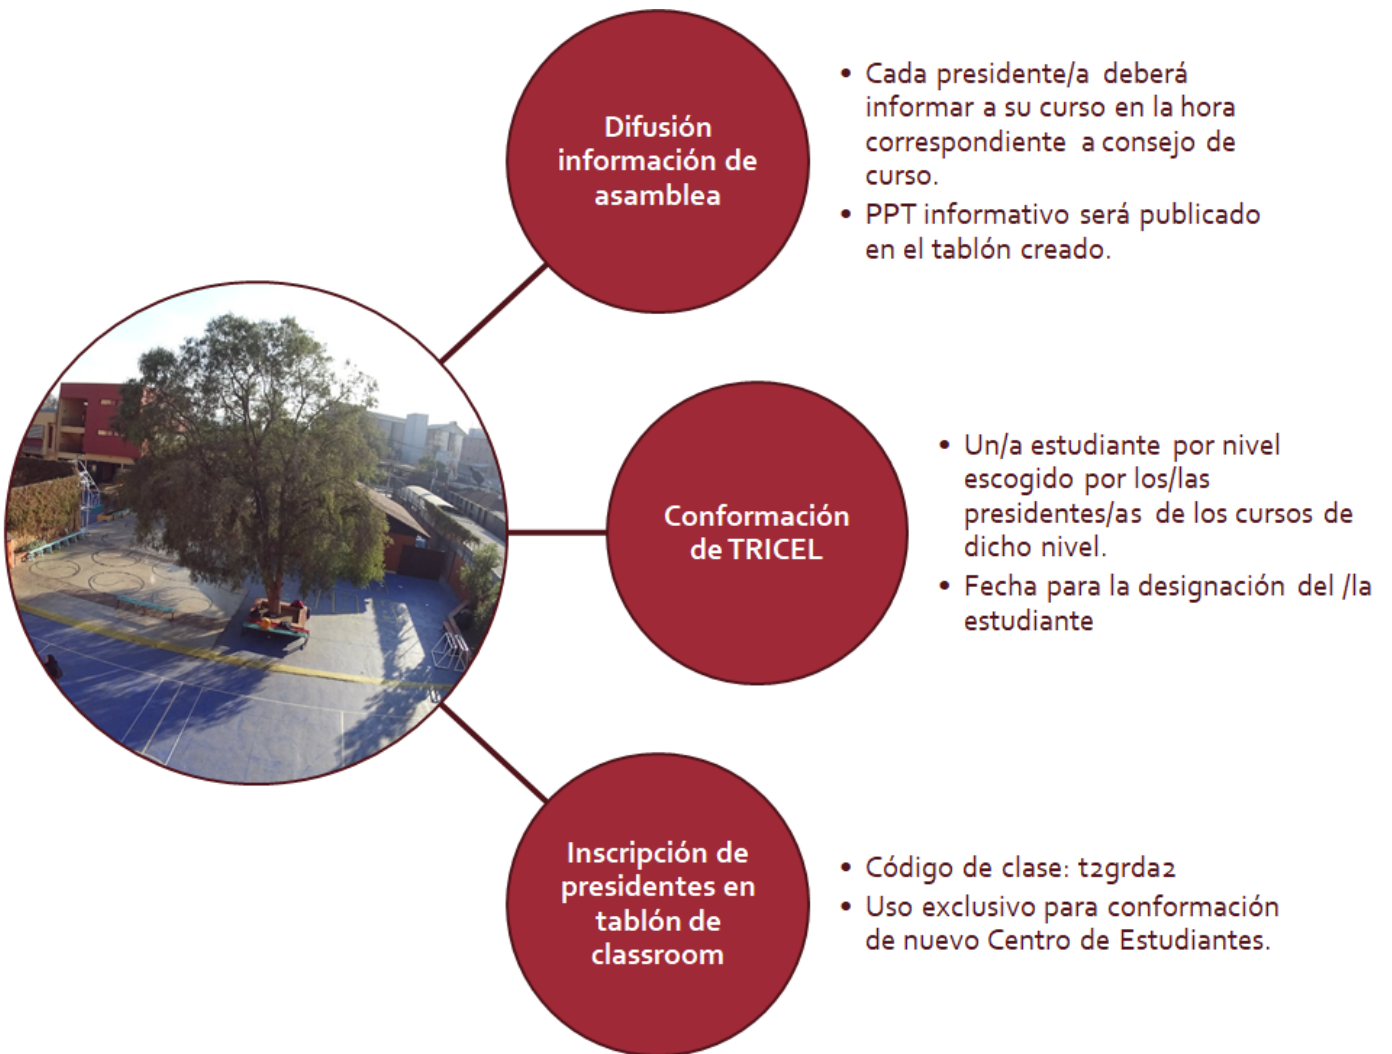 Difusión
información de
asamblea
• Cada presidente/a deberá
informar a su curso en la hora
correspondiente a consejo de
curso.
• PPT informativo será publicado
en el tablón creado.
Conformación
de TRICEL
• Un/a estudiante por nivel
escogido por los/las
presidentes/as de los cursos de
dicho nivel.
• Fecha para la designación del /la
estudiante
Inscripción de
presidentes en
tablón de
classroom
• Código de clase: t2grda2
• Uso exclusivo para conformación
de nuevo Centro de Estudiantes.